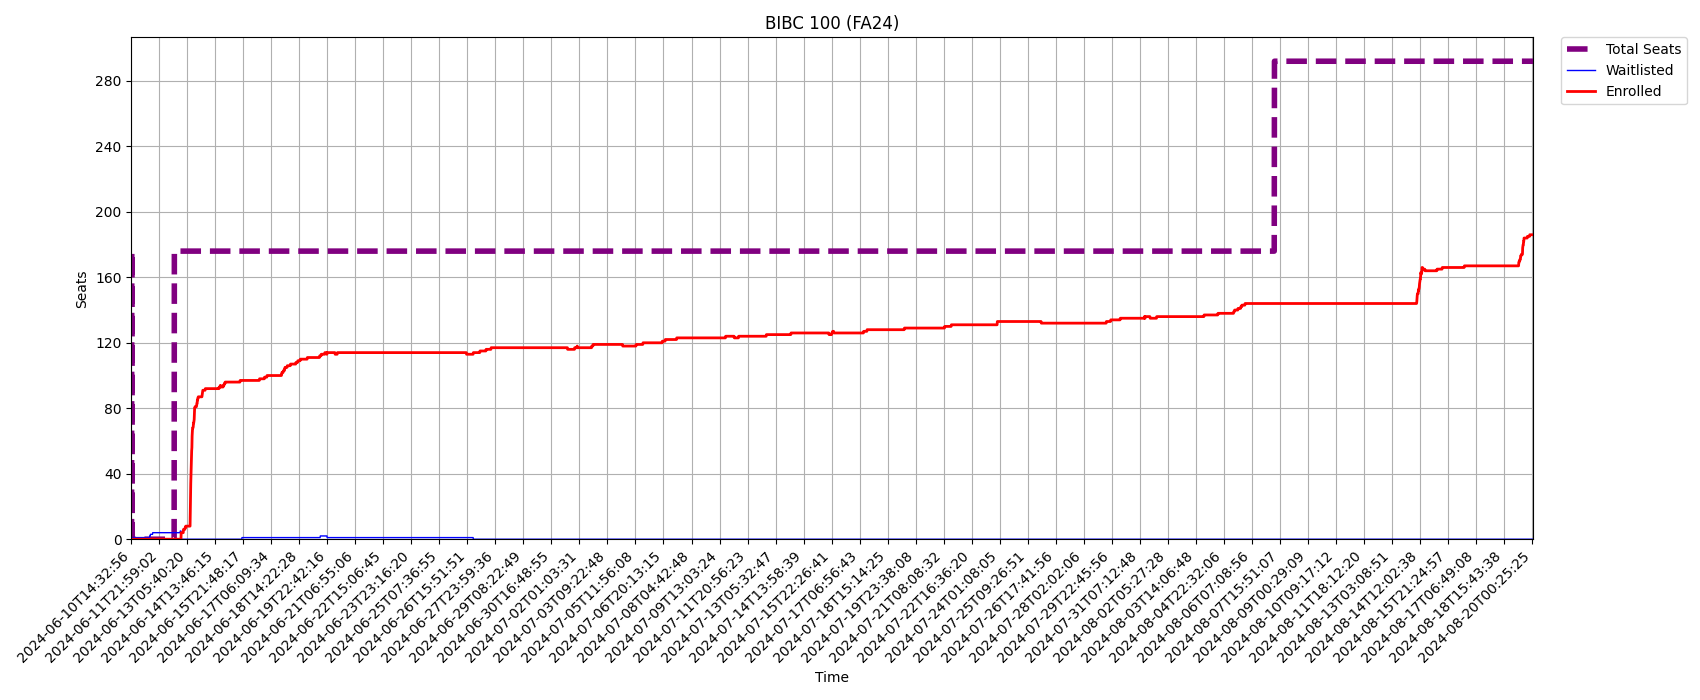 BIBC 100 (FA24)
Total Seats
Waitlisted
Enrolled
280
240
200
160
120
80
40
0
Seats
2024-06-10T14:32:56
2024-06-11T21:59:02
2024-06-13T05:40:20
2024-06-14T13:46:15
2024-06-15T21:48:17
2024-06-17T06:09:34
2024-06-18T14:22:28
2024-06-19T22:42:16
2024-06-21T06:55:06
2024-06-22T15:06:45
2024-06-23T23:16:20
2024-06-25T07:36:55
2024-06-26T15:51:51
2024-06-27T23:59:36
2024-06-29T08:22:49
2024-06-30T16:48:55
2024-07-02T01:03:31
2024-07-03T09:22:48
2024-07-05T11:56:08
2024-07-06T20:13:15
2024-07-08T04:42:48
2024-07-09T13:03:24
2024-07-11T20:56:23
2024-07-13T05:32:47
2024-07-14T13:58:39
2024-07-15T22:26:41
2024-07-17T06:56:43
2024-07-18T15:14:25
2024-07-19T23:38:08
2024-07-21T08:08:32
2024-07-22T16:36:20
2024-07-24T01:08:05
2024-07-25T09:26:51
2024-07-26T17:41:56
2024-07-28T02:02:06
2024-07-29T22:45:56
2024-07-31T07:12:48
2024-08-02T05:27:28
2024-08-03T14:06:48
2024-08-04T22:32:06
2024-08-06T07:08:56
2024-08-07T15:51:07
2024-08-09T00:29:09
2024-08-10T09:17:12
2024-08-11T18:12:20
2024-08-13T03:08:51
2024-08-14T12:02:38
2024-08-15T21:24:57
2024-08-17T06:49:08
2024-08-18T15:43:38
2024-08-20T00:25:25
Time